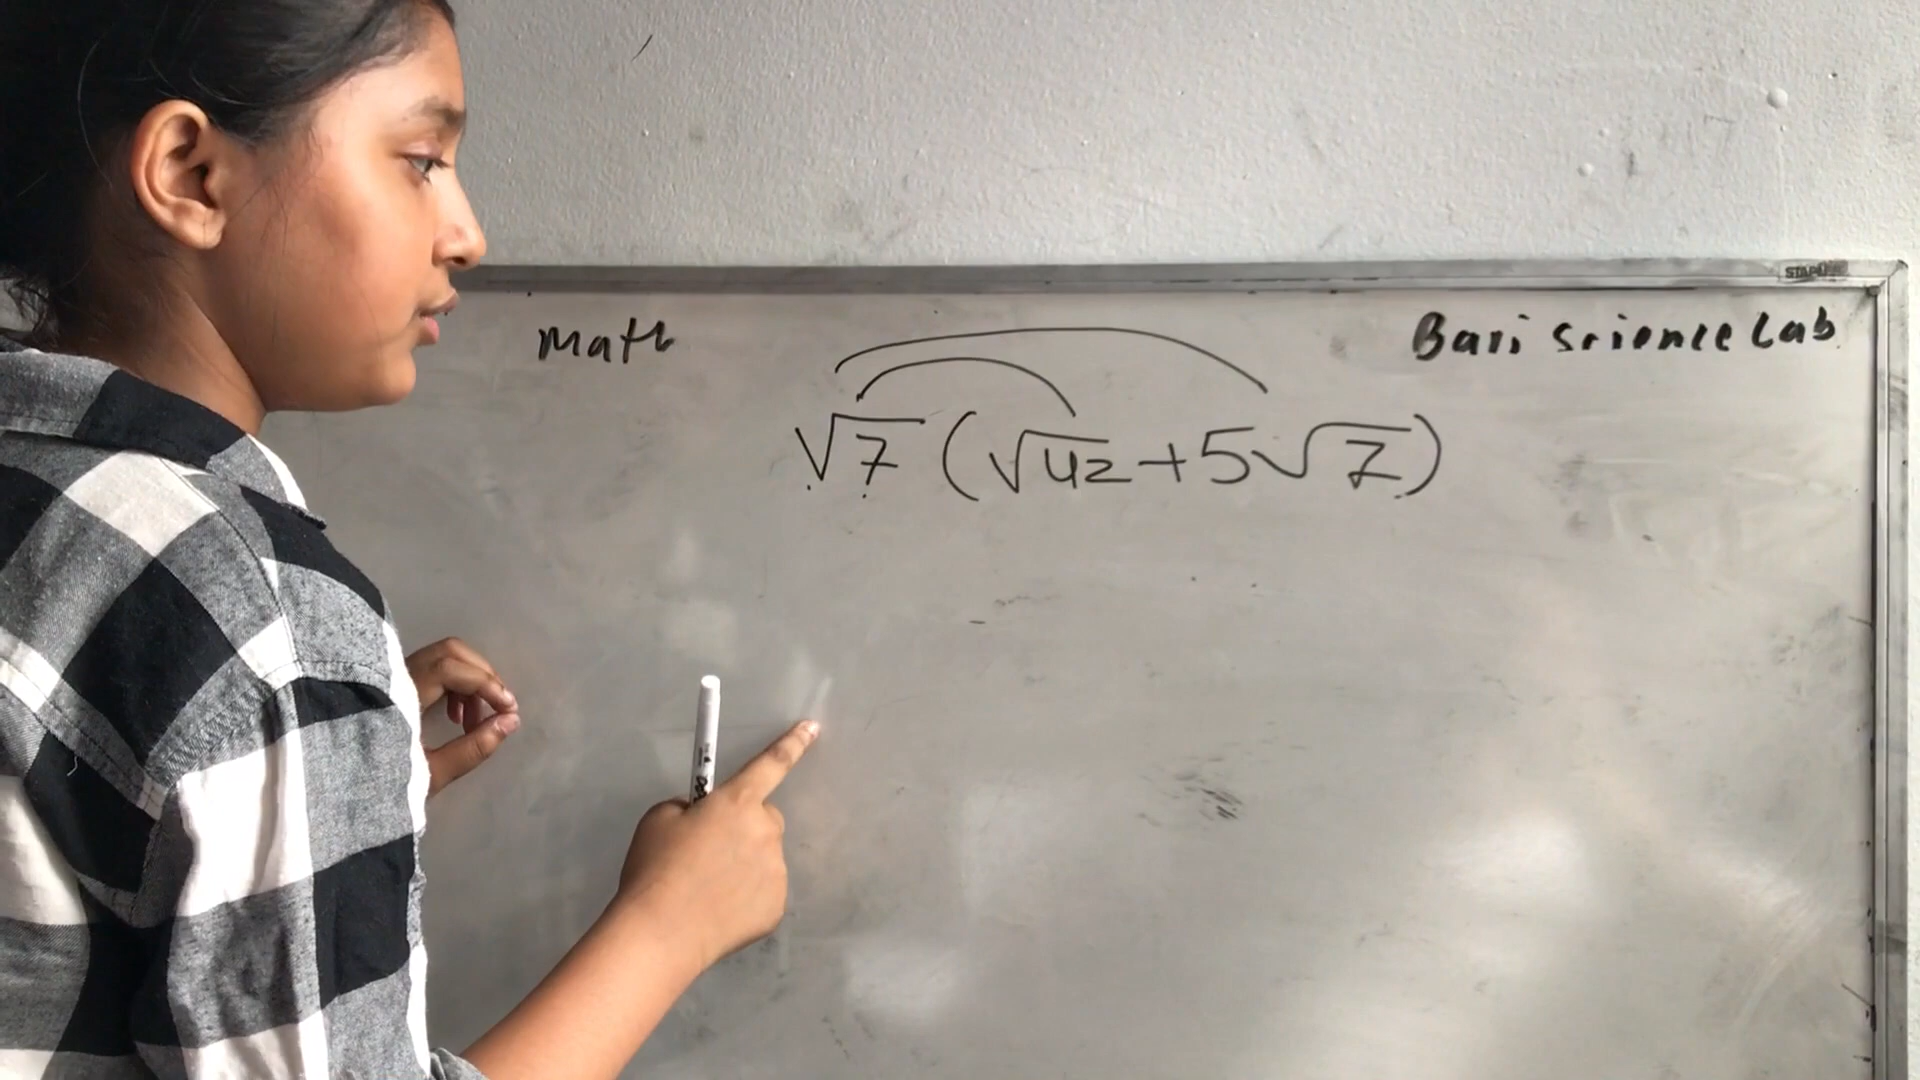 Math
Bari Science Lab
√7 (√42 + 5√7)